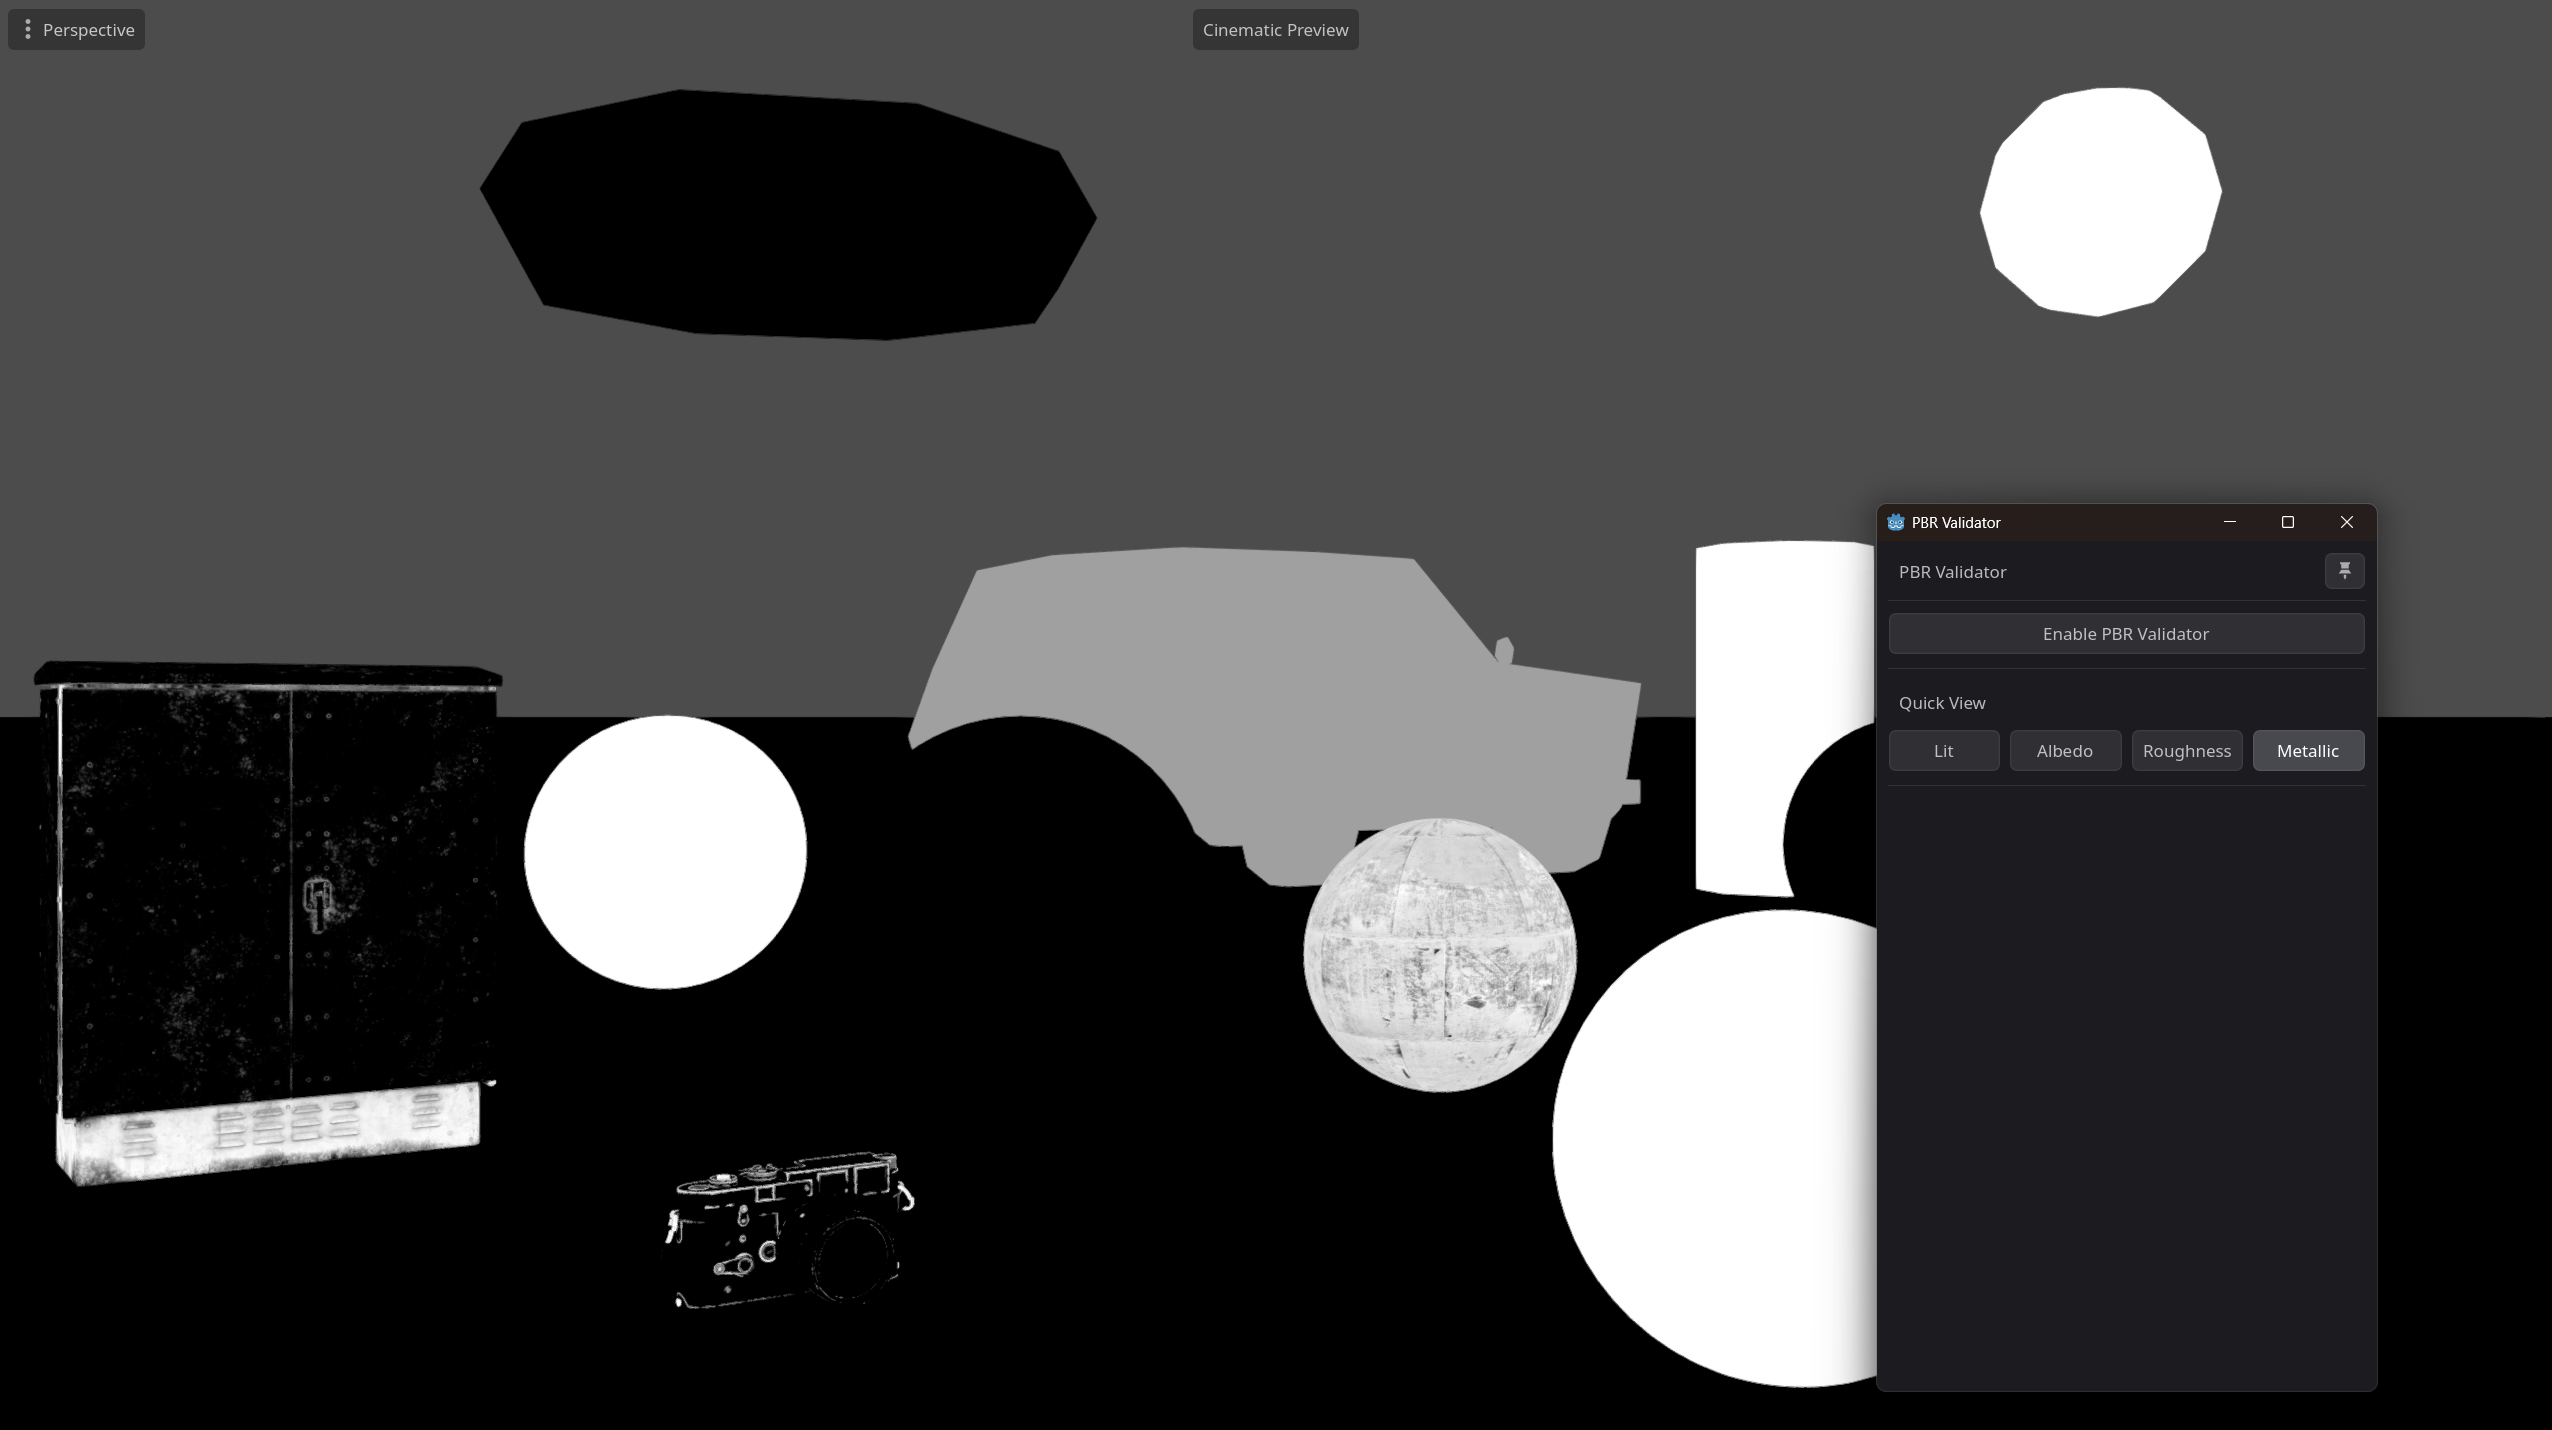 Perspective
Cinematic Preview
PBR Validator
PBR Validator
Enable PBR Validator
Quick View
Lit
Albedo
Roughness
Metallic